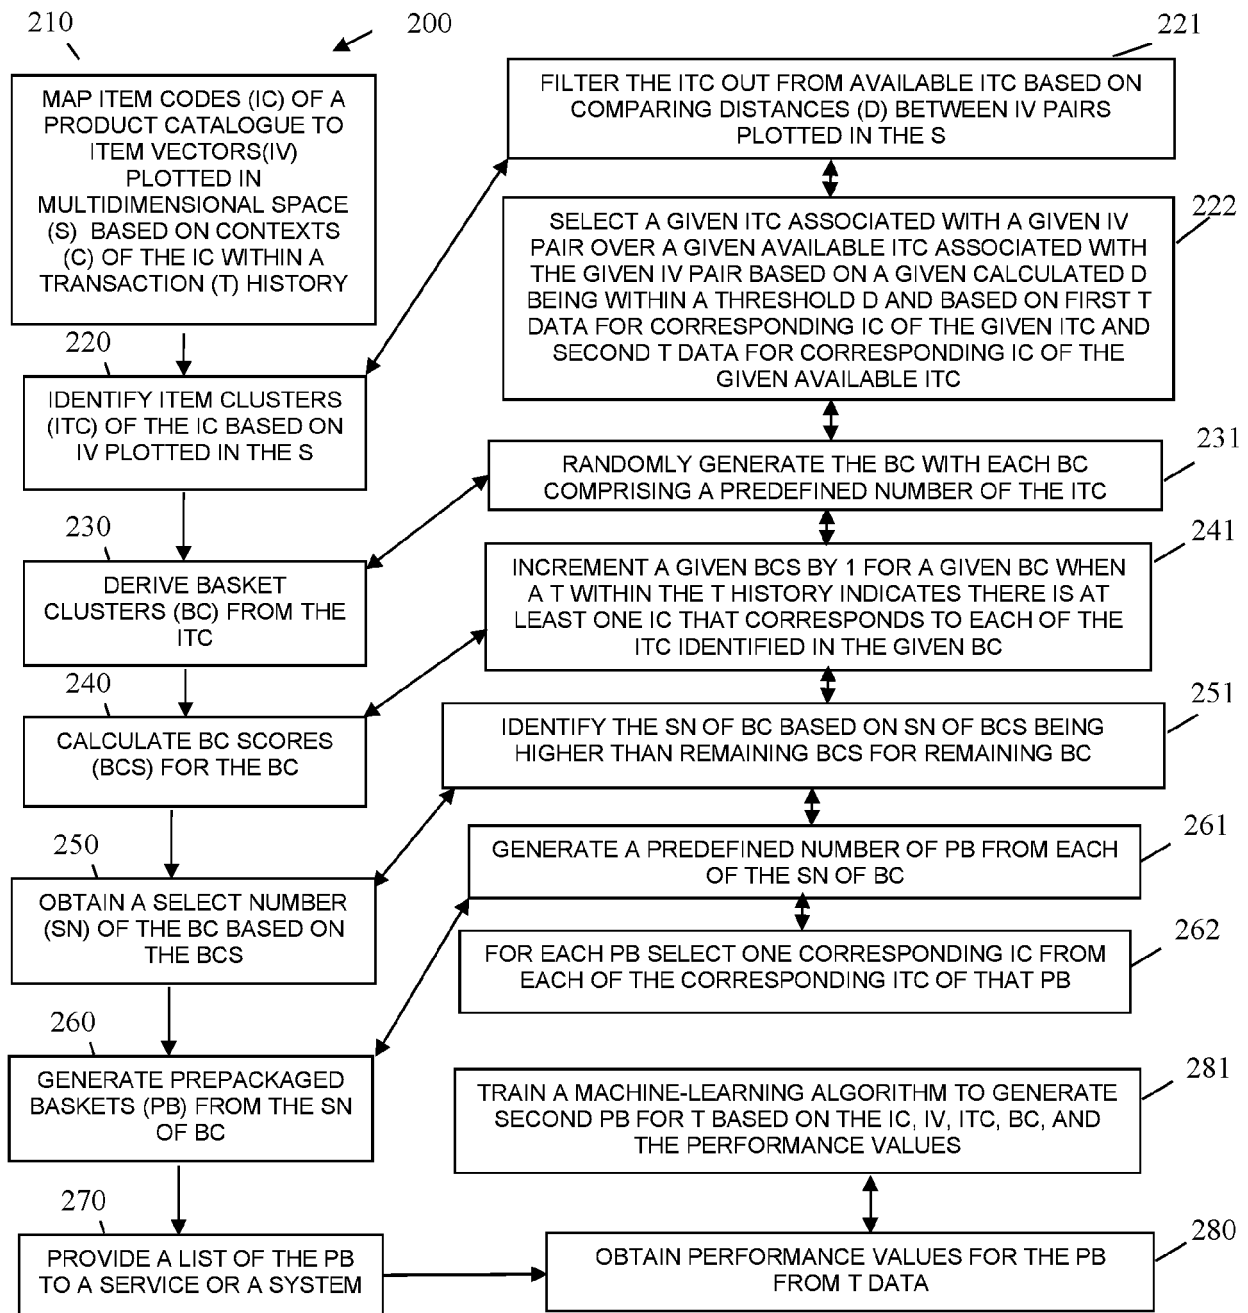 200
210
MAP ITEM CODES (IC) OF A
PRODUCT CATALOGUE TO
ITEM VECTORS(IV)
PLOTTED IN
MULTIDIMENSIONAL SPACE
(S) BASED ON CONTEXTS
(C) OF THE IC WITHIN A
TRANSACTION (T) HISTORY
220
IDENTIFY ITEM CLUSTERS
(ITC) OF THE IC BASED ON
IV PLOTTED IN THE S
230
DERIVE BASKET
CLUSTERS (BC) FROM THE
ITC
240
CALCULATE BC SCORES
(BCS) FOR THE BC
250
OBTAIN A SELECT NUMBER
(SN) OF THE BC BASED ON
THE BCS
260
GENERATE PREPACKAGED
BASKETS (PB) FROM THE SN
OF BC
270
PROVIDE A LIST OF THE PB
TO A SERVICE OR A SYSTEM
221
FILTER THE ITC OUT FROM AVAILABLE ITC BASED ON
COMPARING DISTANCES (D) BETWEEN IV PAIRS
PLOTTED IN THE S
222
SELECT A GIVEN ITC ASSOCIATED WITH A GIVEN IV
PAIR OVER A GIVEN AVAILABLE ITC ASSOCIATED WITH
THE GIVEN IV PAIR BASED ON A GIVEN CALCULATED D
BEING WITHIN A THRESHOLD D AND BASED ON FIRST T
DATA FOR CORRESPONDING IC OF THE GIVEN ITC AND
SECOND T DATA FOR CORRESPONDING IC OF THE
GIVEN AVAILABLE ITC
231
RANDOMLY GENERATE THE BC WITH EACH BC
COMPRISING A PREDEFINED NUMBER OF THE ITC
241
INCREMENT A GIVEN BCS BY 1 FOR A GIVEN BC WHEN
A T WITHIN THE T HISTORY INDICATES THERE IS AT
LEAST ONE IC THAT CORRESPONDS TO EACH OF THE
ITC IDENTIFIED IN THE GIVEN BC
251
IDENTIFY THE SN OF BC BASED ON SN OF BCS BEING
HIGHER THAN REMAINING BCS FOR REMAINING BC
261
GENERATE A PREDEFINED NUMBER OF PB FROM EACH
OF THE SN OF BC
262
FOR EACH PB SELECT ONE CORRESPONDING IC FROM
EACH OF THE CORRESPONDING ITC OF THAT PB
281
TRAIN A MACHINE-LEARNING ALGORITHM TO GENERATE
SECOND PB FOR T BASED ON THE IC, IV, ITC, BC, AND
THE PERFORMANCE VALUES
280
OBTAIN PERFORMANCE VALUES FOR THE PB
FROM T DATA